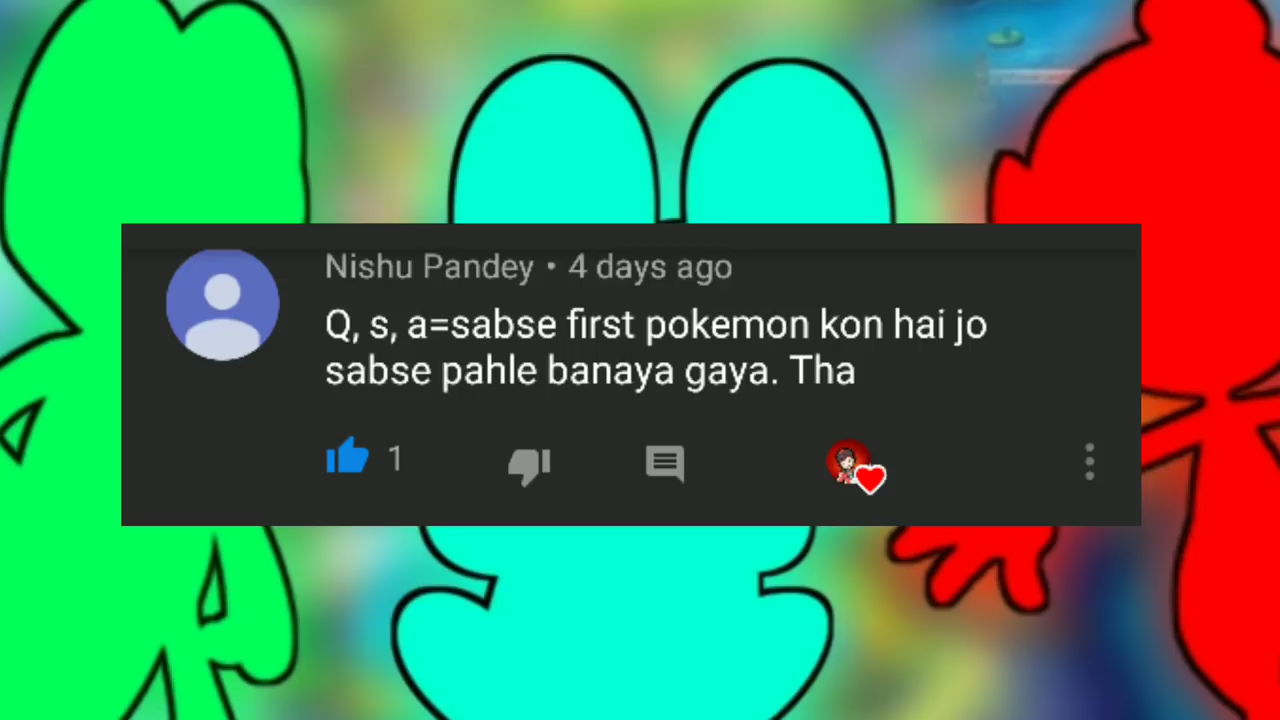 Nishu Pandey • 4 days ago
Q, s, a=sabse first pokemon kon hai jo
sabse pahle banaya gaya. Tha
1